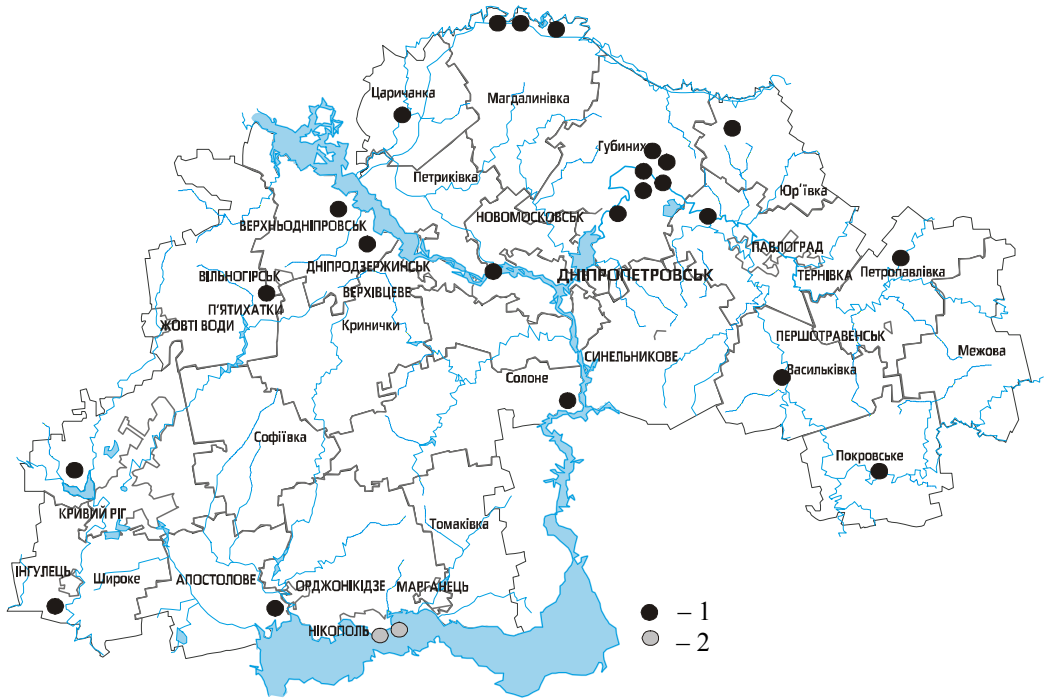 Царичанка
Магдалинівка
Губиних
Петриківка
Юр'ївка
НОВОМОСКОВСЬК
ВЕРХНЬОДНІПРОВСЬК
ПАВЛОГРАД
ДНІПРОДЗЕРЖИНСЬК
ВІЛЬНОГІРСЬК
ДНІПРОПЕТРОВСЬК
ТЕРНІВКА
Петропавлівка
ВЕРХІВЦЕВЕ
П'ЯТИХАТКИ
ЖОВТІ ВОДИ
Кринички
ПЕРШОТРАВЕНСЬК
Межова
СИНЕЛЬНИКОВЕ
Васильківка
Солоне
Софіївка
Покровське
КРИВИЙ РІГ
Томаківка
ІНГУЛЕЦЬ
Широке
АПОСТОЛОВЕ
ОРДЖОНІКІДЗЕ
МАРГАНЕЦЬ
НІКОПОЛЬ
– 1
– 2